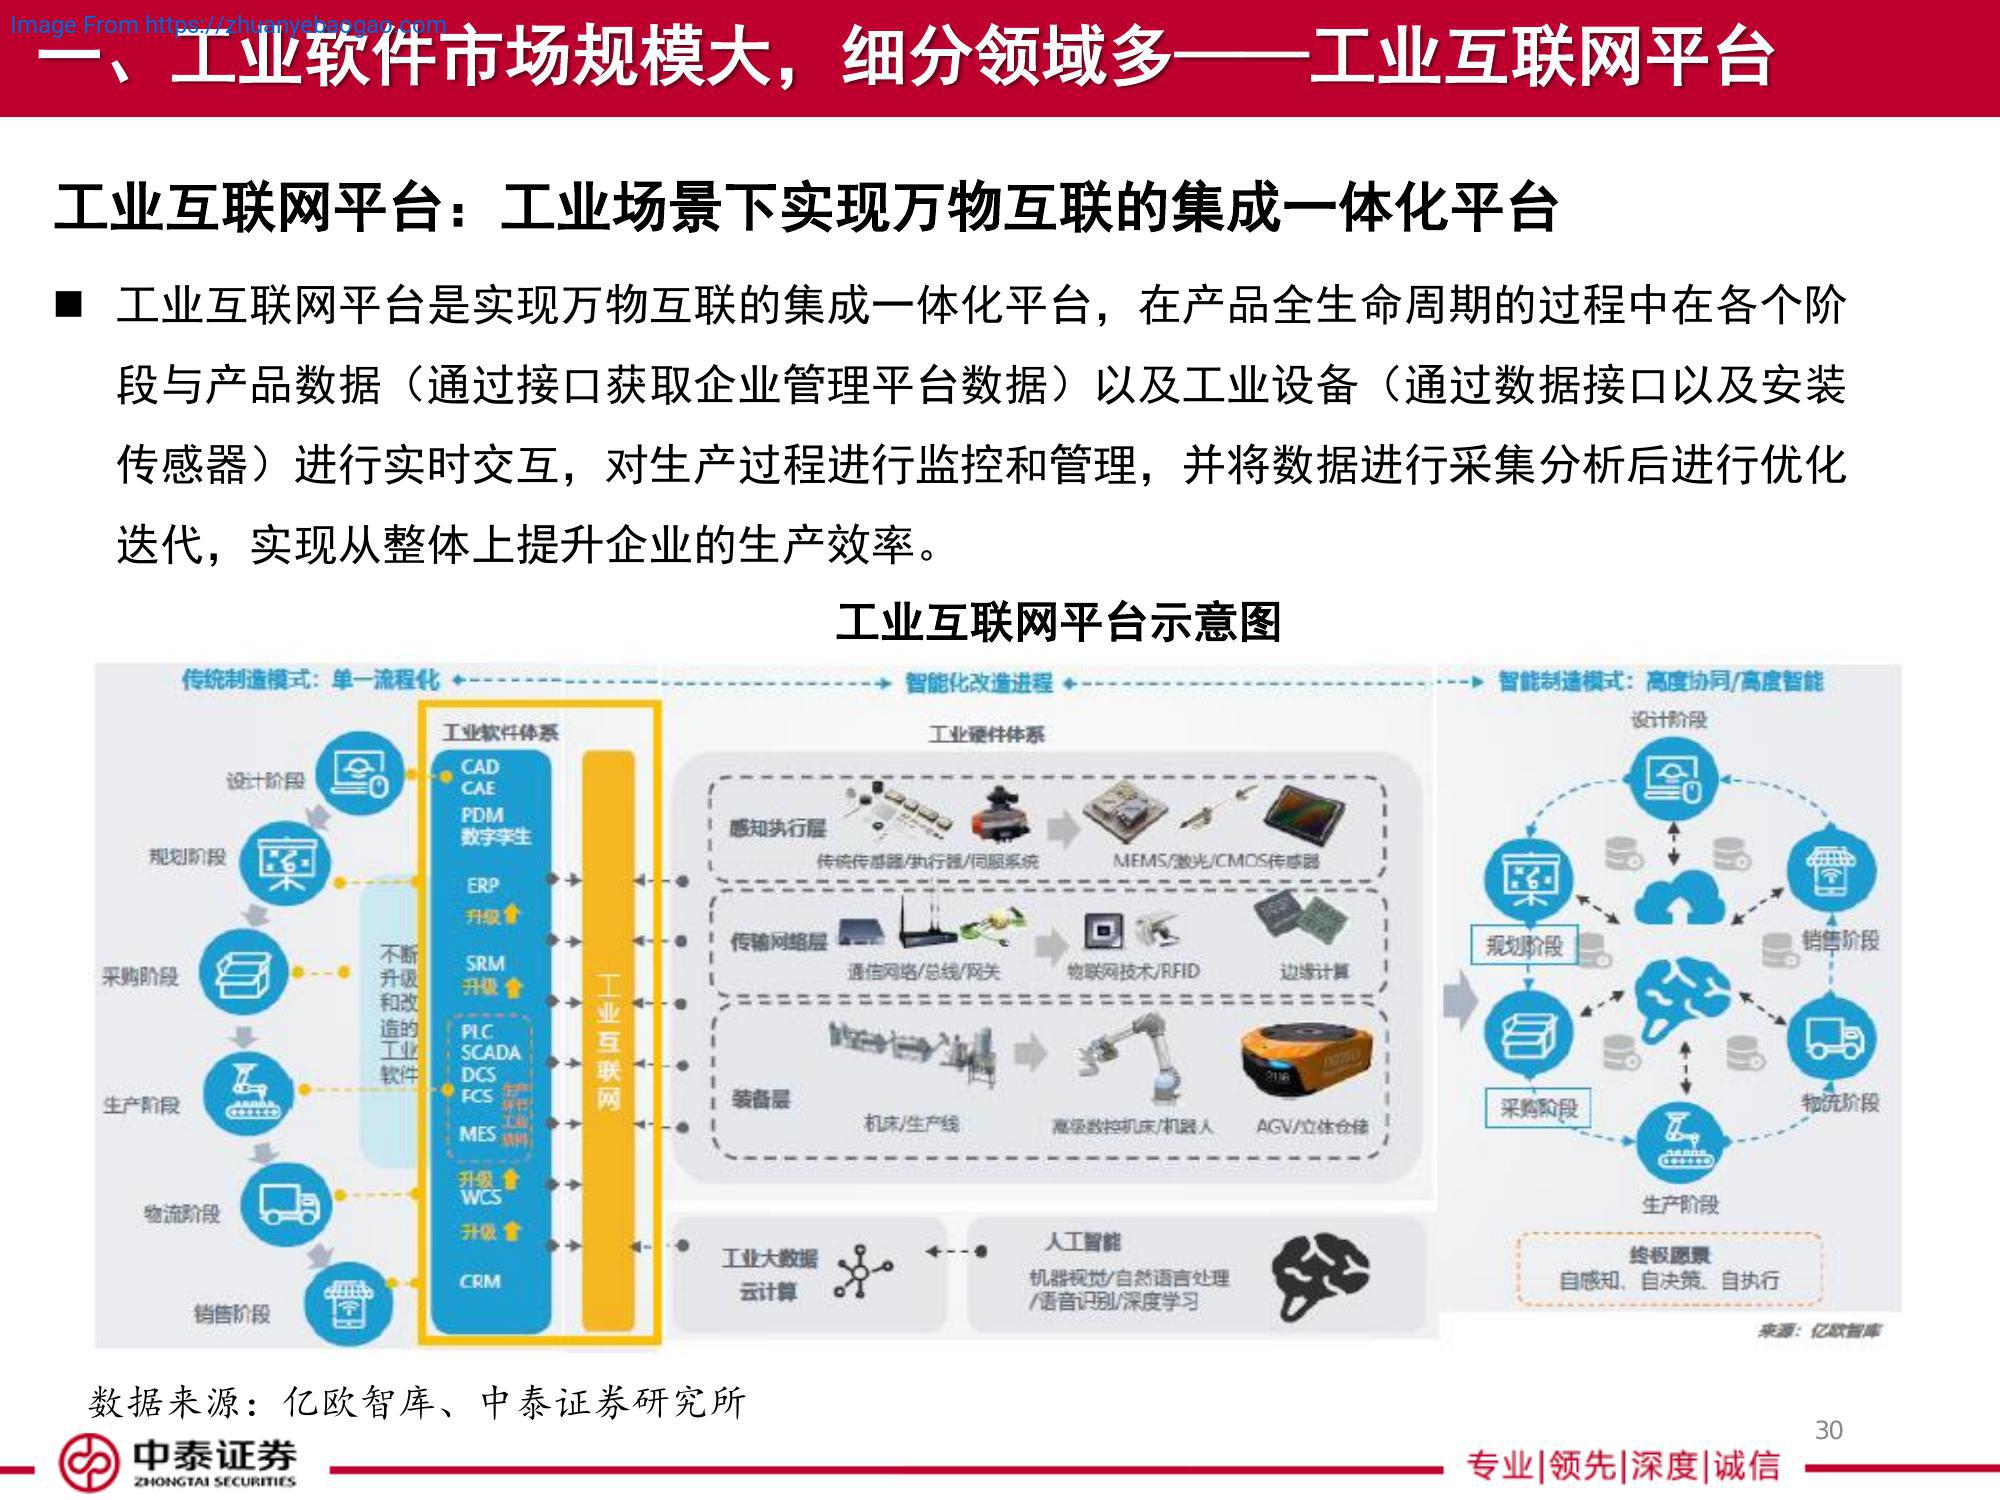 Image From https://zhuanyebaogao.com
一、工业软件市场规模大，细分领域多——工业互联网平台
工业互联网平台：工业场景下实现万物互联的集成一体化平台
■ 工业互联网平台是实现万物互联的集成一体化平台，在产品全生命周期的过程中在各个阶
段与产品数据（通过接口获取企业管理平台数据）以及工业设备（通过数据接口以及安装
传感器）进行实时交互，对生产过程进行监控和管理，并将数据进行采集分析后进行优化
迭代，实现从整体上提升企业的生产效率。
工业互联网平台示意图
传统制造模式：单一流程化
智能化改造进程
智能制造模式：高度协同/高度智能
设计阶段
规划阶段
采购阶段
生产阶段
物流阶段
销售阶段
不断
升级
和改
造的
工业
软件
工业软件体系
CAD
CAE
PDM
数字孪生
ERP
升级
SRM
升级
PLC
SCADA
DCS
FCS
MES
生产
环节
工业
软件
升级
WCS
升级
CRM
工业互联网
工业硬件体系
感知执行层
传统传感器/执行器/伺服系统
MEMS/激光/CMOS传感器
传输网络层
通信网络/总线/网关
物联网技术/RFID
边缘计算
装备层
机床/生产线
高级数控机床/机器人
AGV/立体仓储
工业大数据
云计算
人工智能
机器视觉/自然语言处理
/语音识别/深度学习
设计阶段
规划阶段
销售阶段
采购阶段
物流阶段
生产阶段
终极愿景
自感知、自决策、自执行
来源：亿欧智库
数据来源：亿欧智库、中泰证券研究所
30
中泰证券
ZHONGTAI SECURITIES
专业|领先|深度|诚信